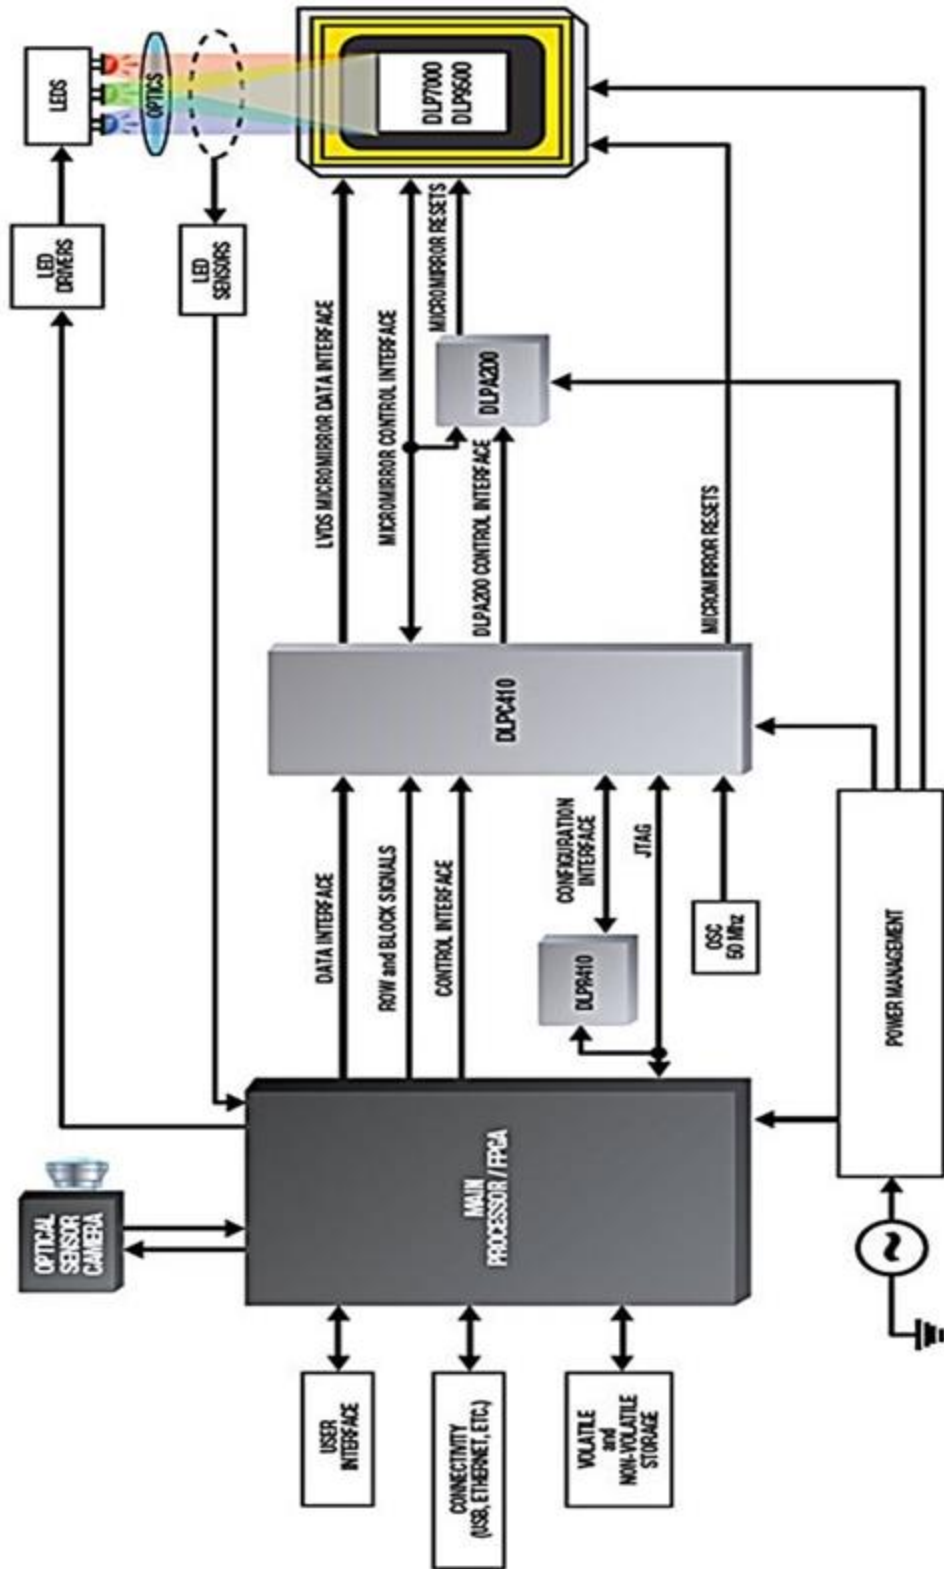 LEDS
OPTICS
DLP7000
DLP9500
LED
DRIVERS
LED
SENSORS
LVDS MICROMIRROR DATA INTERFACE
MICROMIRROR CONTROL INTERFACE
MICROMIRROR RESETS
DLPA200
DLPA200 CONTROL INTERFACE
MICROMIRROR RESETS
DLPC410
DATA INTERFACE
ROW and BLOCK SIGNALS
CONTROL INTERFACE
CONFIGURATION
INTERFACE
JTAG
DLPR410
OSC
50 Mhz
OPTICAL
SENSOR
CAMERA
MAIN
PROCESSOR / FPGA
POWER MANAGEMENT
USER
INTERFACE
CONNECTIVITY
(USB, ETHERNET, ETC.)
VOLATILE
and
NON-VOLATILE
STORAGE